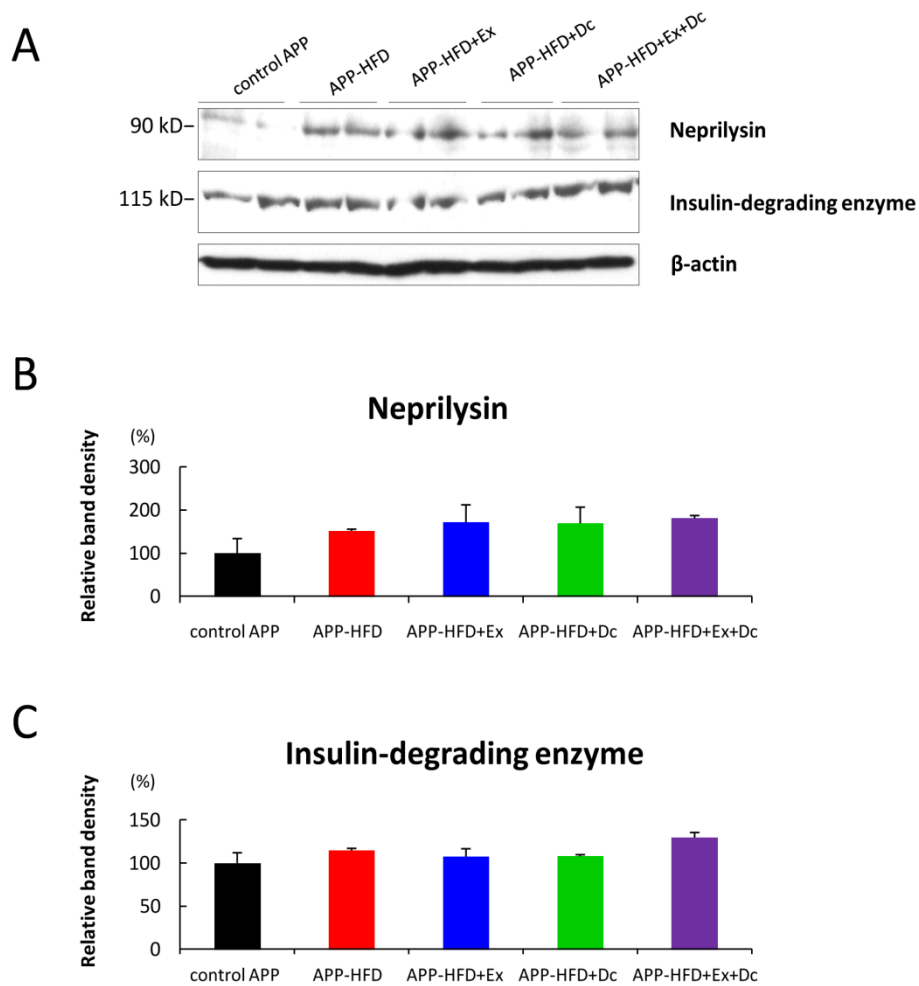 A
control APP
APP-HFD
APP-HFD+Ex
APP-HFD+Dc
APP-HFD+Ex+Dc
90 kD–
Neprilysin
115 kD–
Insulin-degrading enzyme
β-actin
B
Neprilysin
(%)
Relative band density
300
200
100
0
control APP APP-HFD APP-HFD+Ex APP-HFD+Dc APP-HFD+Ex+Dc
C
Insulin-degrading enzyme
(%)
Relative band density
150
100
50
0
control APP APP-HFD APP-HFD+Ex APP-HFD+Dc APP-HFD+Ex+Dc